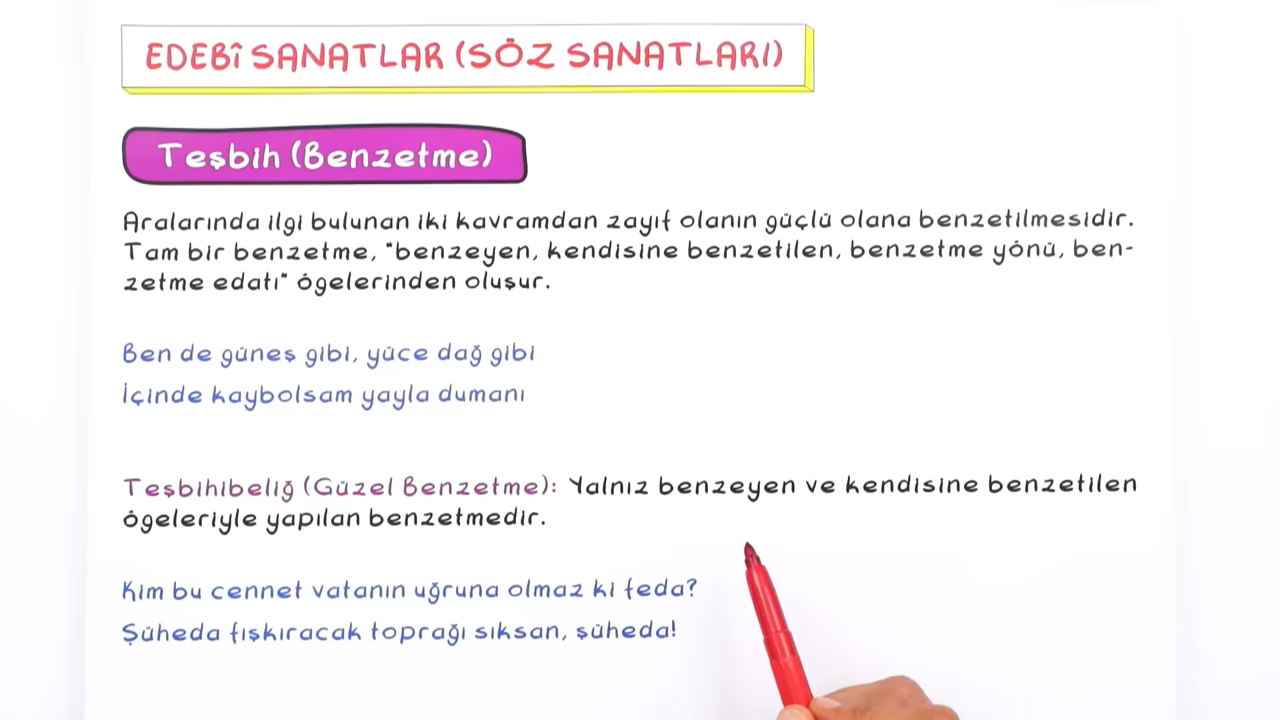 EDEBÎ SANATLAR (SÖZ SANATLARI)
Teşbih (Benzetme)
Aralarında ilgi bulunan iki kavramdan zayıf olanın güçlü olana benzetilmesidir.
Tam bir benzetme, "benzeyen, kendisine benzetilen, benzetme yönü, ben-
zetme edatı" ögelerinden oluşur.
Ben de güneş gibi, yüce dağ gibi
İçinde kaybolsam yayla dumanı
Teşbihibeliğ (Güzel Benzetme): Yalnız benzeyen ve kendisine benzetilen
ögeleriyle yapılan benzetmedir.
Kim bu cennet vatanın uğruna olmaz ki feda?
Şüheda fışkıracak toprağı sıksan, şüheda!